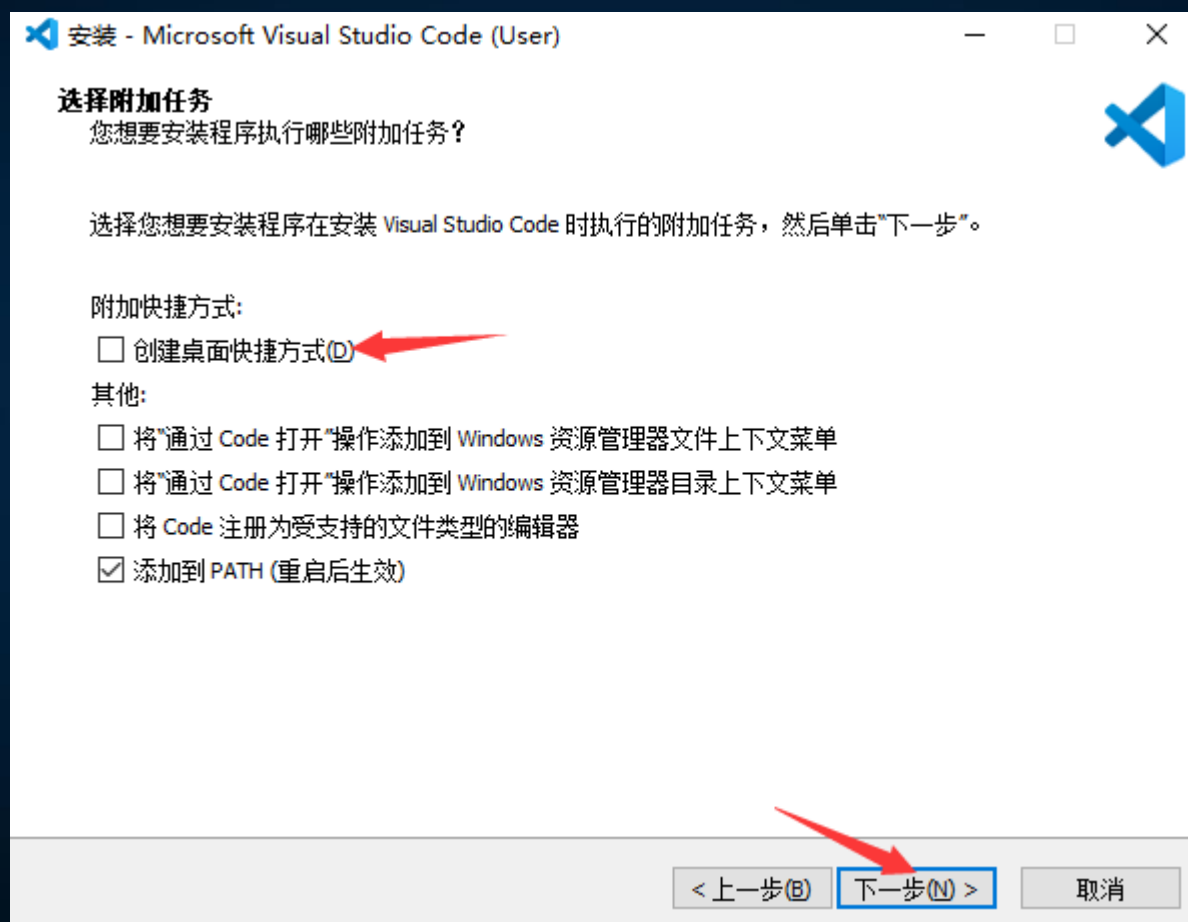 安装 - Microsoft Visual Studio Code (User)
选择附加任务
您想要安装程序执行哪些附加任务?
选择您想要安装程序在安装 Visual Studio Code 时执行的附加任务，然后单击"下一步"。
附加快捷方式:
创建桌面快捷方式(D)
其他:
将"通过 Code 打开"操作添加到 Windows 资源管理器文件上下文菜单
将"通过 Code 打开"操作添加到 Windows 资源管理器目录上下文菜单
将 Code 注册为受支持的文件类型的编辑器
添加到 PATH (重启后生效)
< 上一步(B) 下一步(N) > 取消